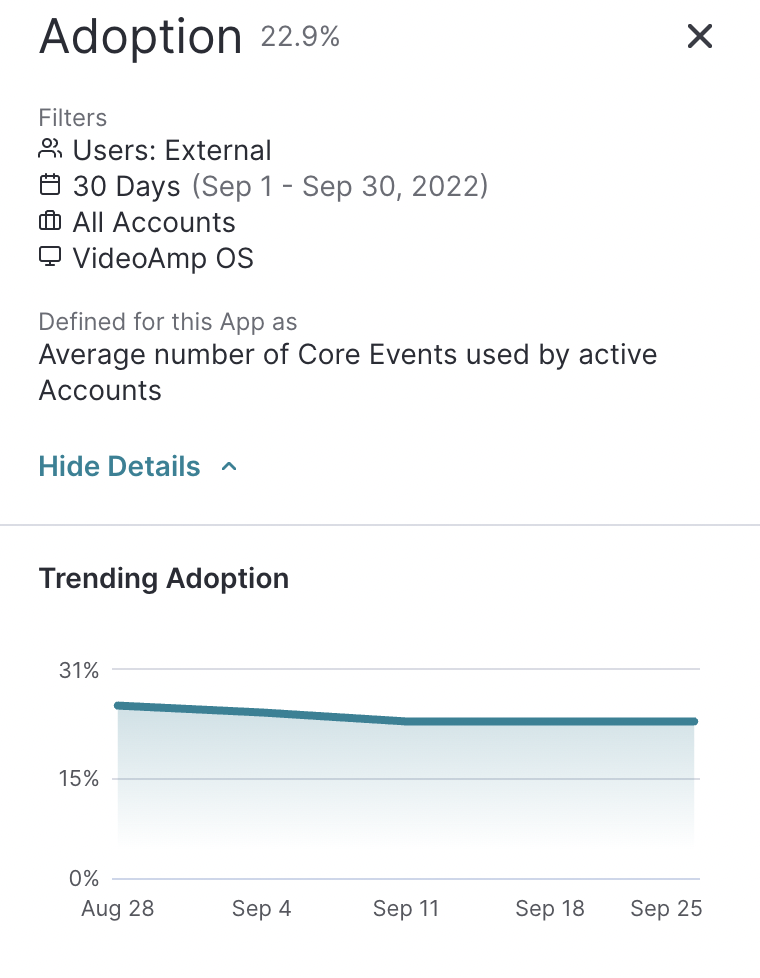 Adoption 22.9%
Filters
Users: External
30 Days (Sep 1 - Sep 30, 2022)
All Accounts
VideoAmp OS
Defined for this App as
Average number of Core Events used by active
Accounts
Hide Details
Trending Adoption
31%
15%
0%
Aug 28 Sep 4 Sep 11 Sep 18 Sep 25